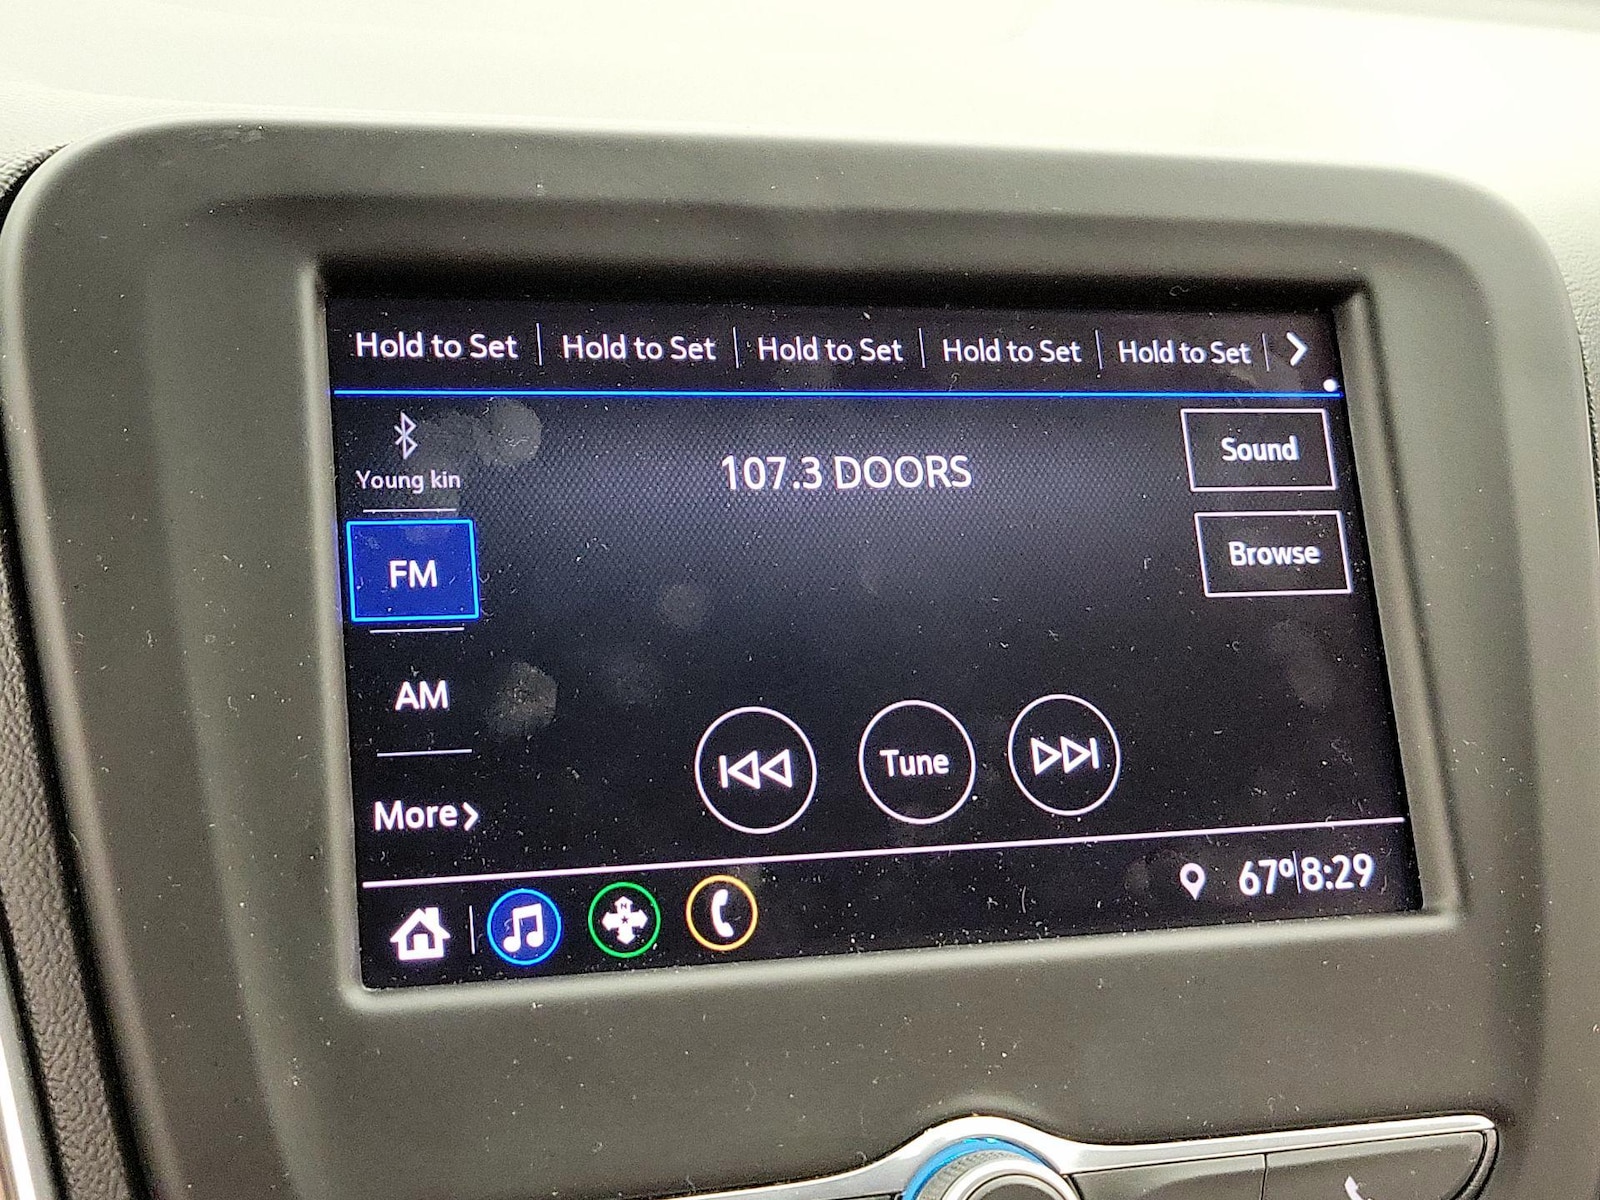 Hold to Set Hold to Set Hold to Set Hold to Set Hold to Set
Young kin
107.3 DOORS
Sound
FM
Browse
AM
Tune
More
67° 8:29
N